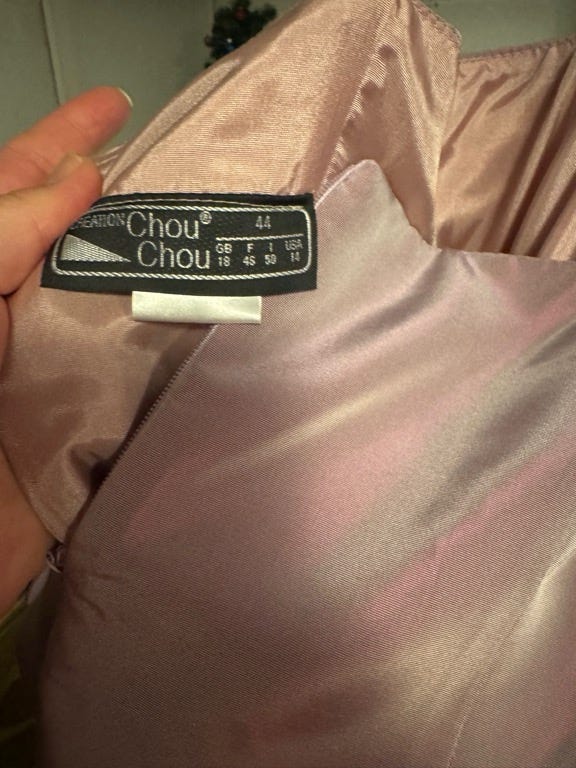 CREATION Chou®
Chou
44
GB F I USA
18 46 50 14